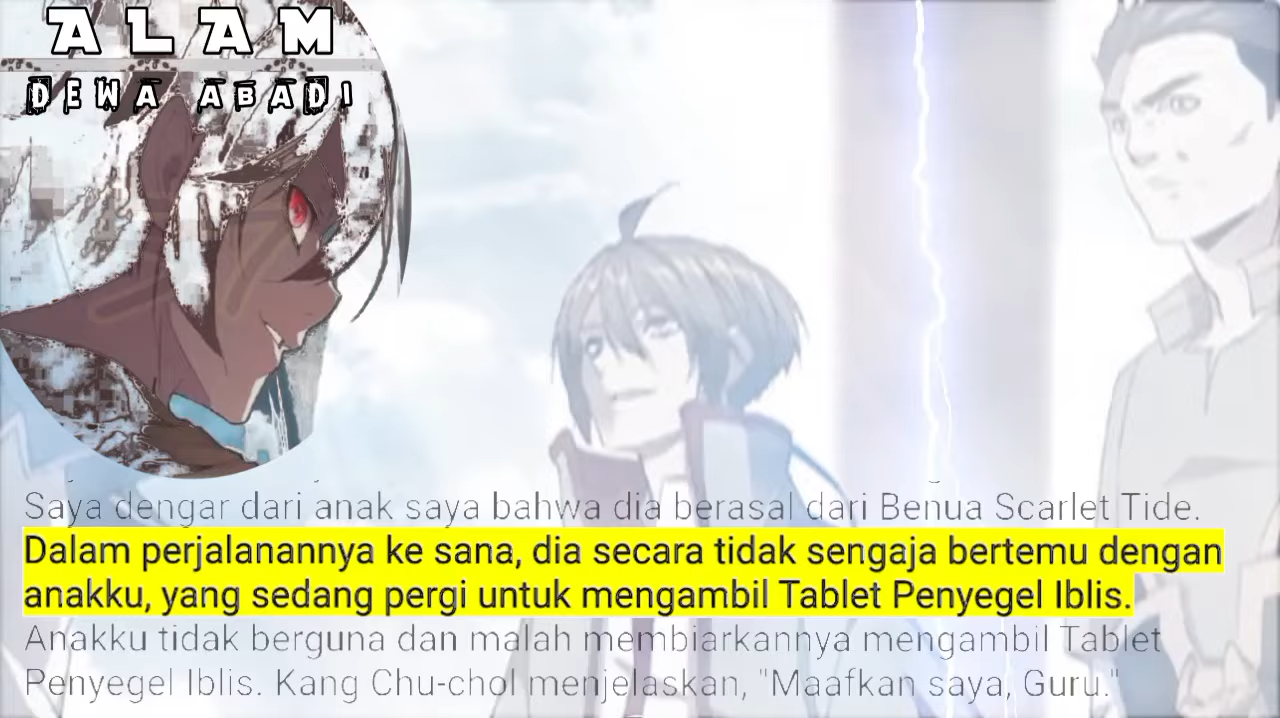 ALAM
DEWA ABADI
Saya dengar dari anak saya bahwa dia berasal dari Benua Scarlet Tide.
Dalam perjalanannya ke sana, dia secara tidak sengaja bertemu dengan
anakku, yang sedang pergi untuk mengambil Tablet Penyegel Iblis.
Anakku tidak berguna dan malah membiarkannya mengambil Tablet
Penyegel Iblis. Kang Chu-chol menjelaskan, "Maafkan saya, Guru."